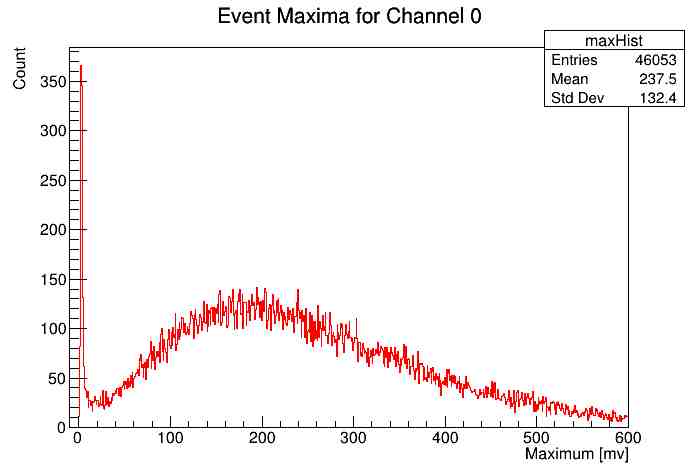 Event Maxima for Channel 0
maxHist
Entries 46053
Mean 237.5
Std Dev 132.4
Count
350
300
250
200
150
100
50
0
0 100 200 300 400 500 600
Maximum [mv]